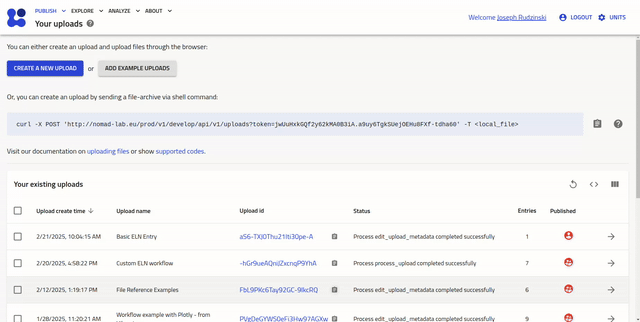 PUBLISH EXPLORE ANALYZE ABOUT
Your uploads
Welcome Joseph Rudzinski LOGOUT UNITS
You can either create an upload and upload files through the browser:
CREATE A NEW UPLOAD or ADD EXAMPLE UPLOADS
Or, you can create an upload by sending a file-archive via shell command:
curl -X POST 'http://nomad-lab.eu/prod/v1/develop/api/v1/uploads?token=jwUuHxkGQf2y62kMA0B3iA.a9uy6TgkSUejOEHu8FXf-tdha60' -T <local_file>
Visit our documentation on uploading files or show supported codes.
Your existing uploads
Upload create time Upload name Upload id Status Entries Published
2/21/2025, 10:04:15 AM Basic ELN Entry Process edit_upload_metadata completed successfully 1
2/20/2025, 4:58:22 PM Custom ELN workflow Process process_upload completed successfully 7
2/12/2025, 1:19:17 PM File Reference Examples Process edit_upload_metadata completed successfully 6
1/28/2025, 11:20:21 AM Workflow example with Plotly - from Process edit_upload_metadata completed successfully 9